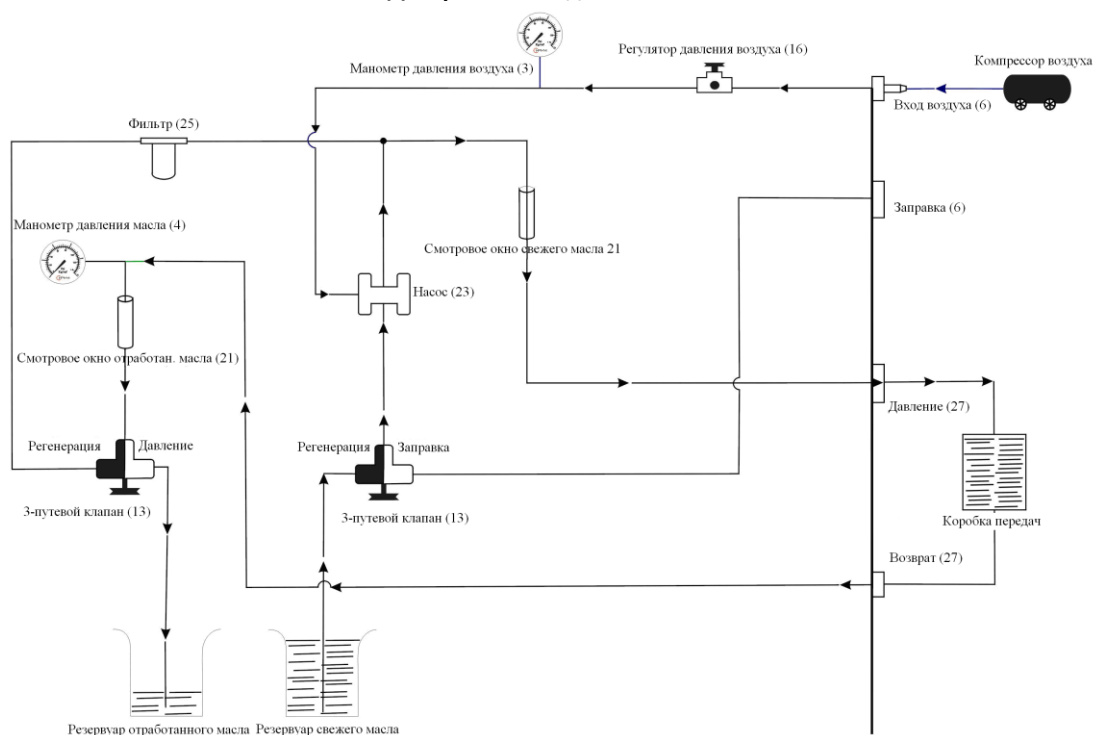 Регулятор давления воздуха (16)
Компрессор воздуха
Манометр давления воздуха (3)
Вход воздуха (6)
Фильтр (25)
Заправка (6)
Манометр давления масла (4)
Смотровое окно свежего масла 21
Насос (23)
Смотровое окно отработан. масла (21)
Давление (27)
Регенерация
Давление
Регенерация
Заправка
3-путевой клапан (13)
3-путевой клапан (13)
Коробка передач
Возврат (27)
Резервуар отработанного масла
Резервуар свежего масла